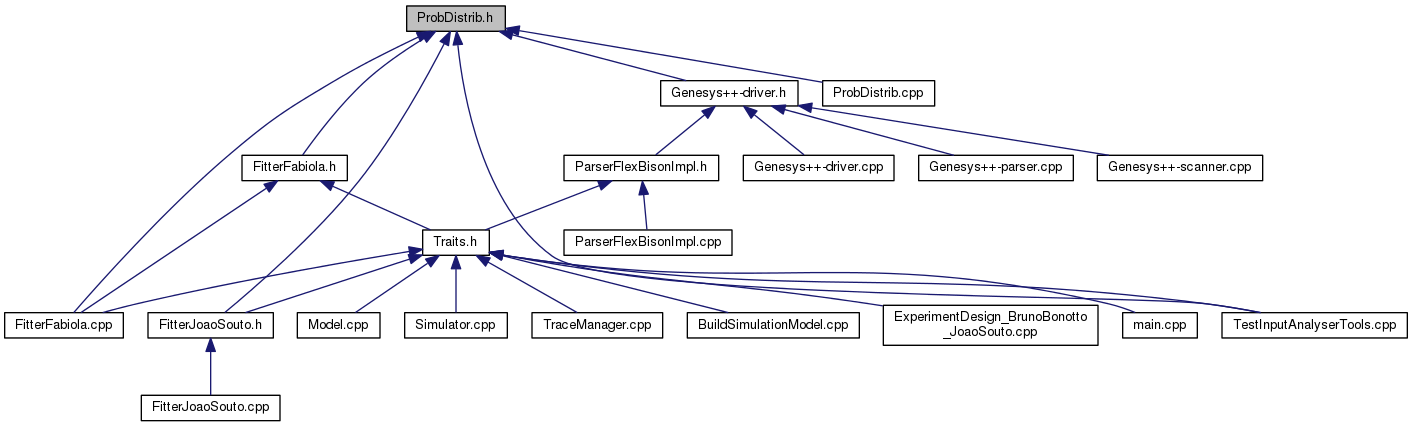 ProbDistrib.h
Genesys++-driver.h
ProbDistrib.cpp
FitterFabiola.h
ParserFlexBisonImpl.h
Genesys++-driver.cpp
Genesys++-parser.cpp
Genesys++-scanner.cpp
Traits.h
ParserFlexBisonImpl.cpp
FitterFabiola.cpp
FitterJoaoSouto.h
Model.cpp
Simulator.cpp
TraceManager.cpp
BuildSimulationModel.cpp
ExperimentDesign_BrunoBonotto
_JoaoSouto.cpp
main.cpp
TestInputAnalyserTools.cpp
FitterJoaoSouto.cpp